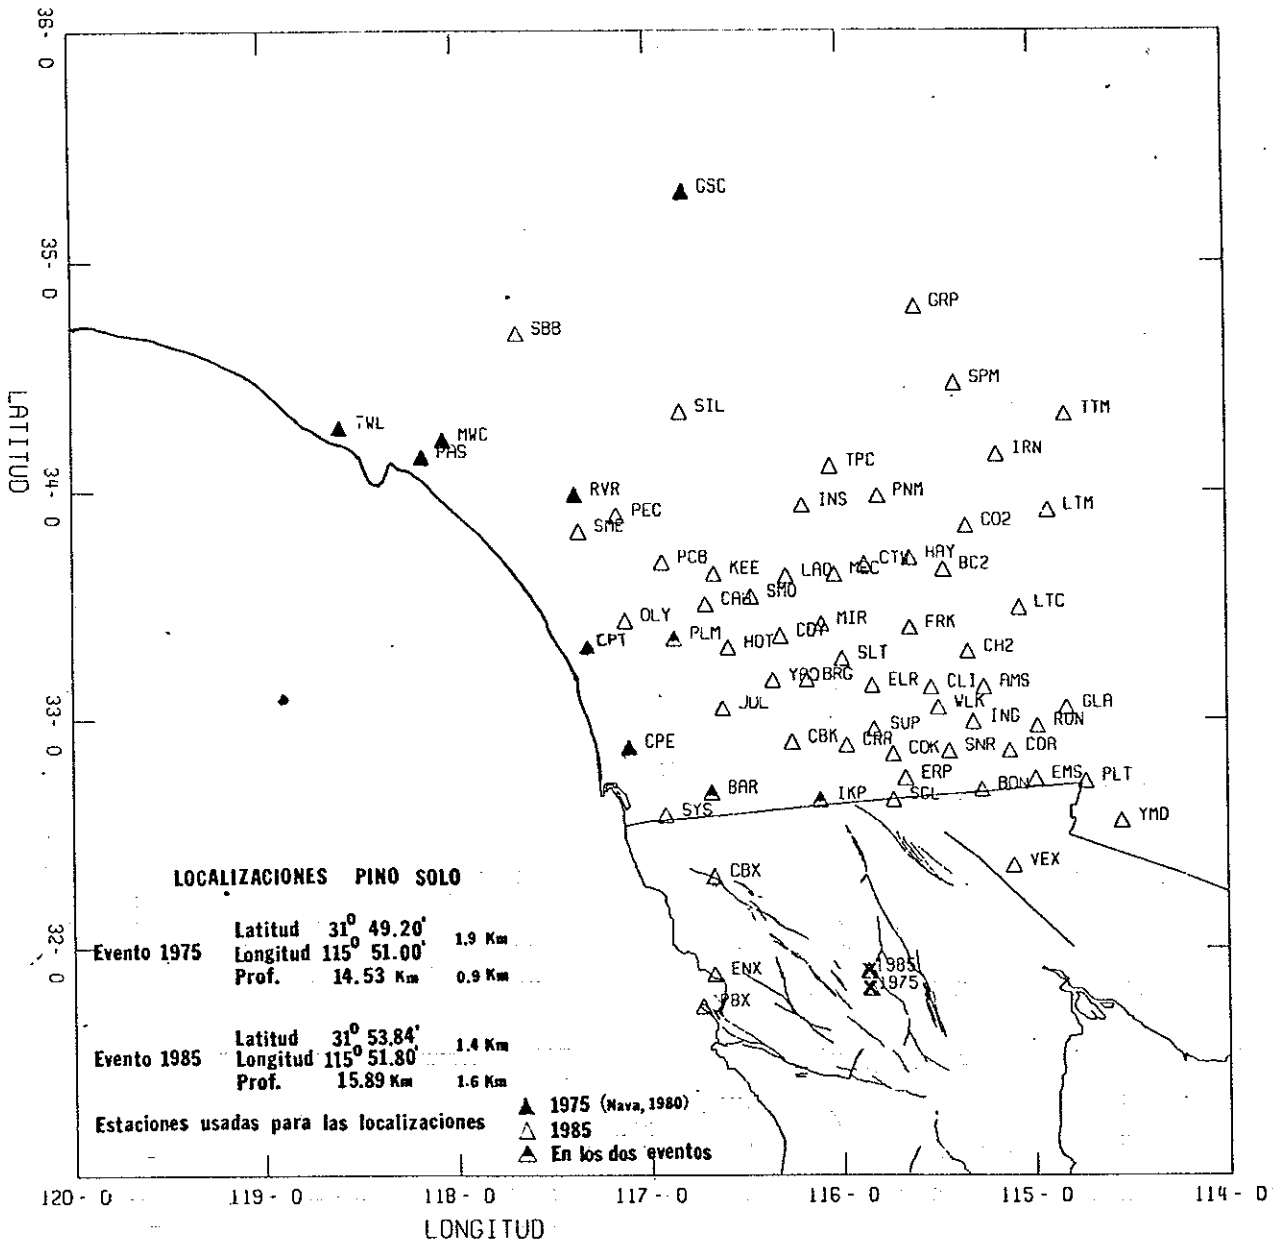 36- 0
35- 0
34- 0
33- 0
32- 0
LATITUD
GSC
GRP
SBB
SPM
SIL
TTM
TWL
MWC
PAS
IRN
TPC
RVR
PNM
INS
PEC
LTM
SME
CO2
PCB
KEE
LAQ
CTW
HAY
BC2
SMO
LTC
OLY
MIR
FRK
CPT
PLM
HOT
COY
CH2
SLT
BRG
ELR
CLI
AMS
JUL
WLK
GLA
ING
RUN
SUP
CPE
CBK
CRR
COK
SNR
COA
ERP
EMS
PLT
BAR
IKP
SGL
BON
SYS
YMD
VEX
CBX
ENX
PBX
1985
1975
LOCALIZACIONES PINO SOLO
Evento 1975
Latitud 31° 49.20'
Longitud 115° 51.00'
1.9 Km
Prof. 14.53 Km 0.9 Km
Evento 1985
Latitud 31° 53.84'
Longitud 115° 51.80'
1.4 Km
Prof. 15.89 Km 1.6 Km
Estaciones usadas para las localizaciones
1975 (Nava, 1980)
1985
En los dos eventos
120- 0 119- 0 118- 0 117- 0 116- 0 115- 0 114- 0
LONGITUD